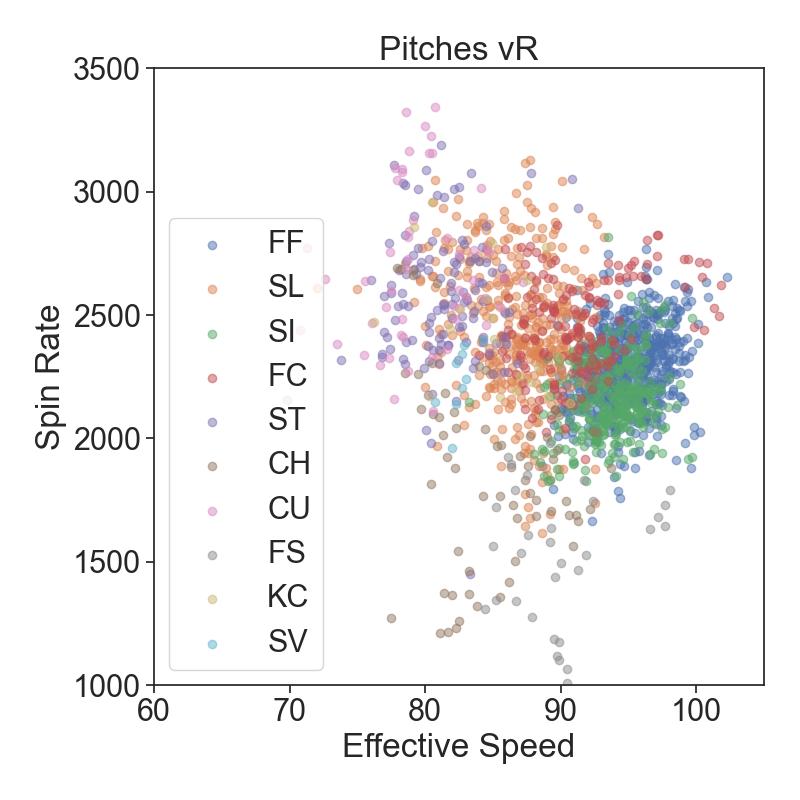 Pitches vR
3500
3000
2500
2000
1500
1000
Spin Rate
FF
SL
SI
FC
ST
CH
CU
FS
KC
SV
60
70
80
90
100
Effective Speed